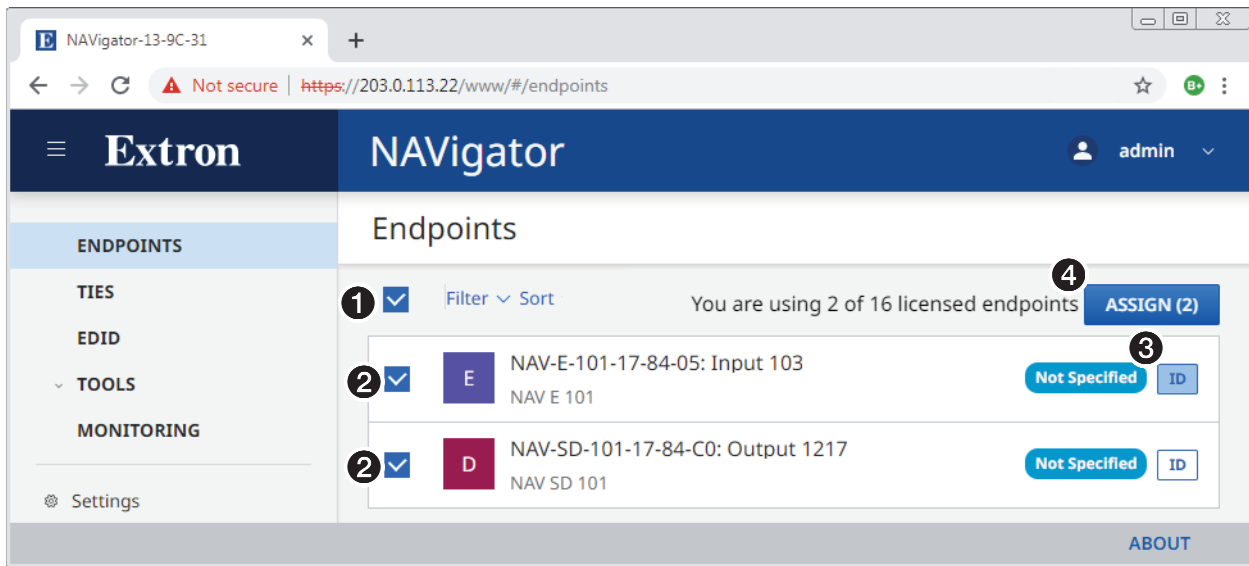 E NAVigator-13-9C-31
Not secure | https://203.0.113.22/www/#/endpoints
B+
Extron
NAVigator
admin
Endpoints
ENDPOINTS
TIES
EDID
TOOLS
MONITORING
Settings
4
1 Filter Sort You are using 2 of 16 licensed endpoints ASSIGN (2)
3
2 E NAV-E-101-17-84-05: Input 103
NAV E 101
Not Specified ID
2 D NAV-SD-101-17-84-C0: Output 1217
NAV SD 101
Not Specified ID
ABOUT